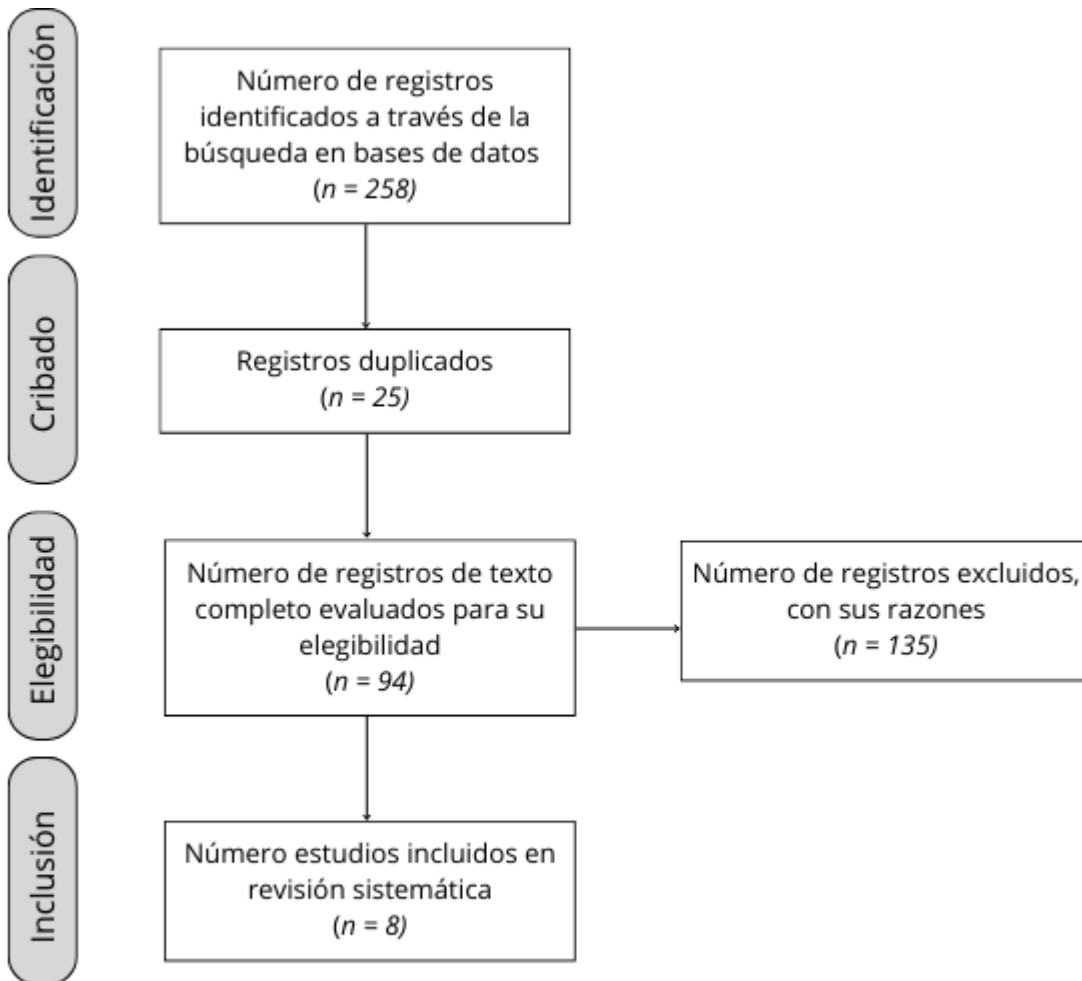 Identificación
Número de registros
identificados a través de la
búsqueda en bases de datos
(n = 258)
Cribado
Registros duplicados
(n = 25)
Elegibilidad
Número de registros de texto
completo evaluados para su
elegibilidad
(n = 94)
Número de registros excluidos,
con sus razones
(n = 135)
Inclusión
Número estudios incluidos en
revisión sistemática
(n = 8)